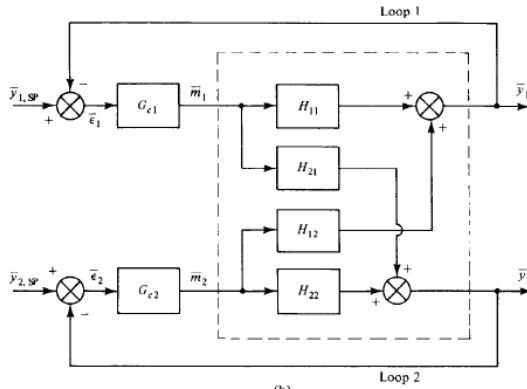 Loop 1
ȳ1, SP
+
−
ε̄1
Gc1
m̄1
H11
+
+
ȳ1
H21
H12
ȳ2, SP
+
−
ε̄2
Gc2
m̄2
H22
+
+
Loop 2